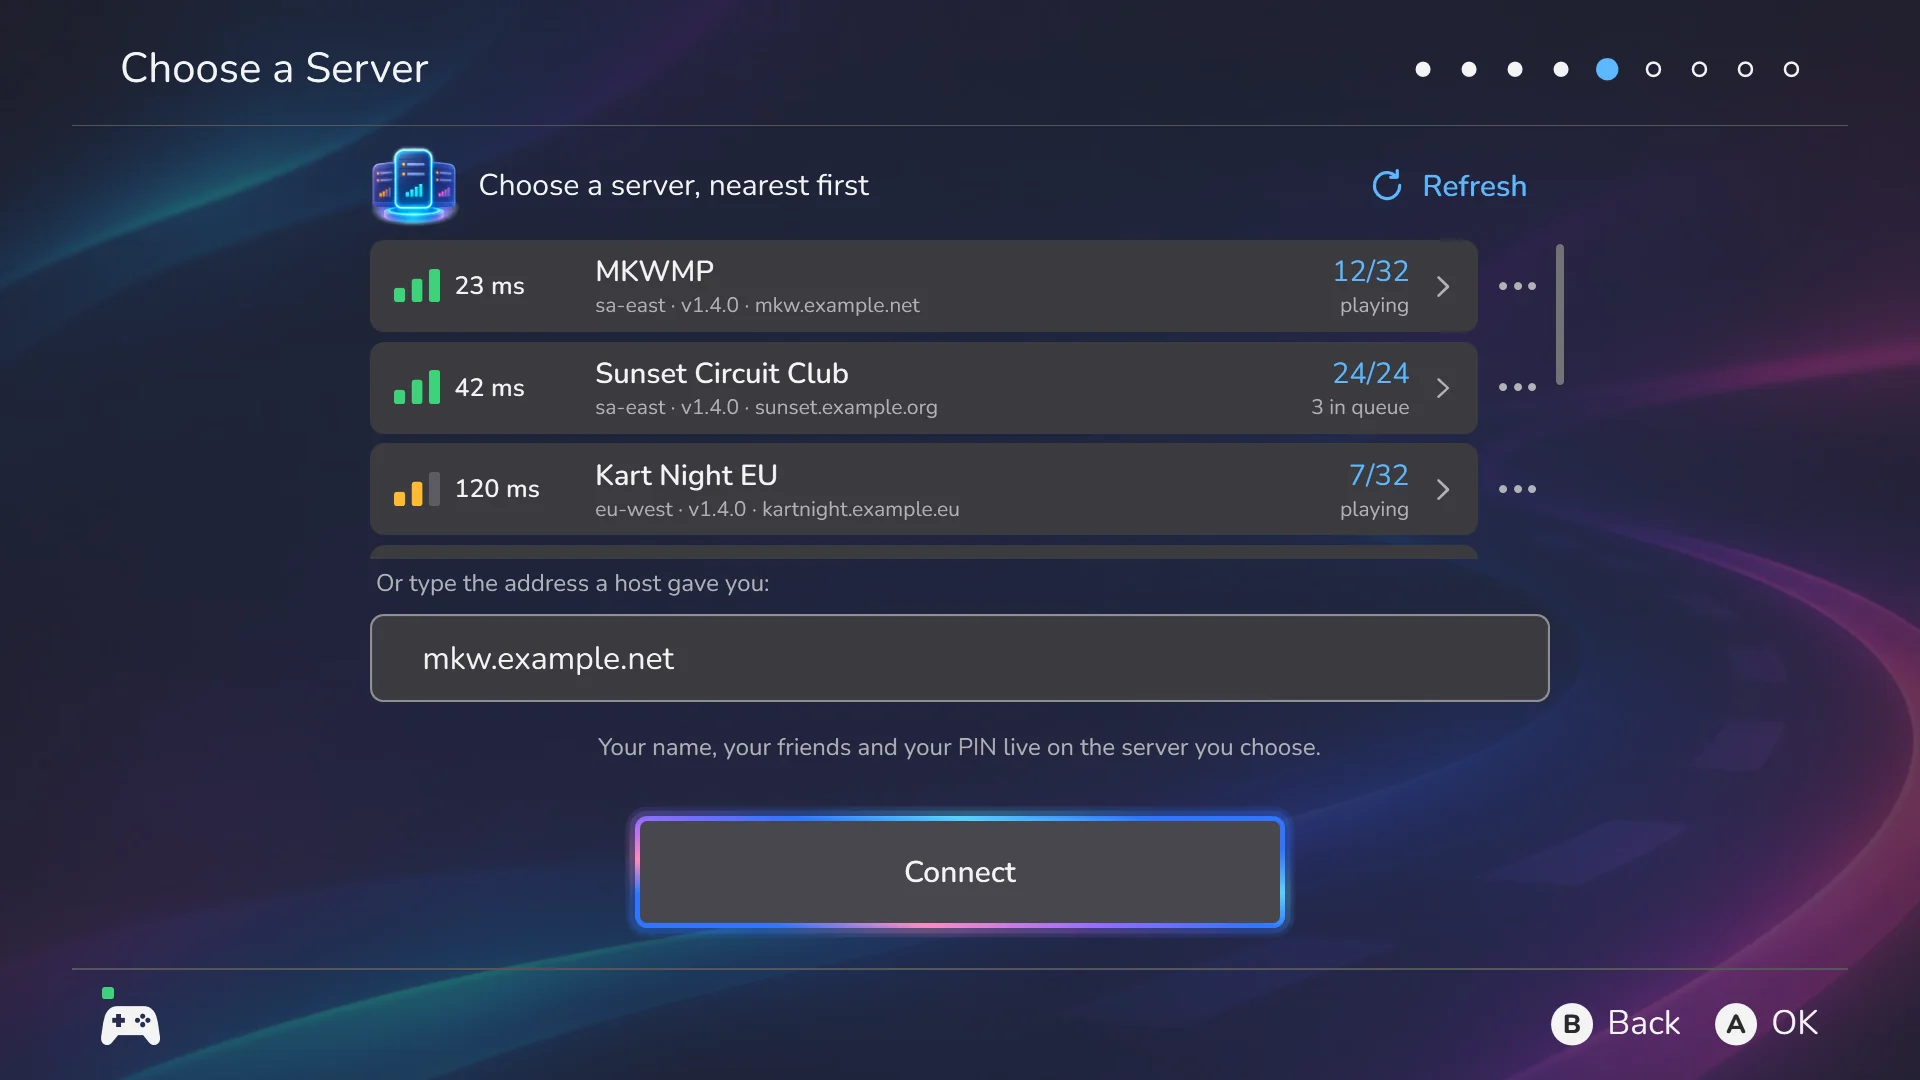 Choose a Server
Choose a server, nearest first
Refresh
23 ms
MKWMP
sa-east · v1.4.0 · mkw.example.net
12/32
playing
42 ms
Sunset Circuit Club
sa-east · v1.4.0 · sunset.example.org
24/24
3 in queue
120 ms
Kart Night EU
eu-west · v1.4.0 · kartnight.example.eu
7/32
playing
Or type the address a host gave you:
mkw.example.net
Your name, your friends and your PIN live on the server you choose.
Connect
B Back A OK